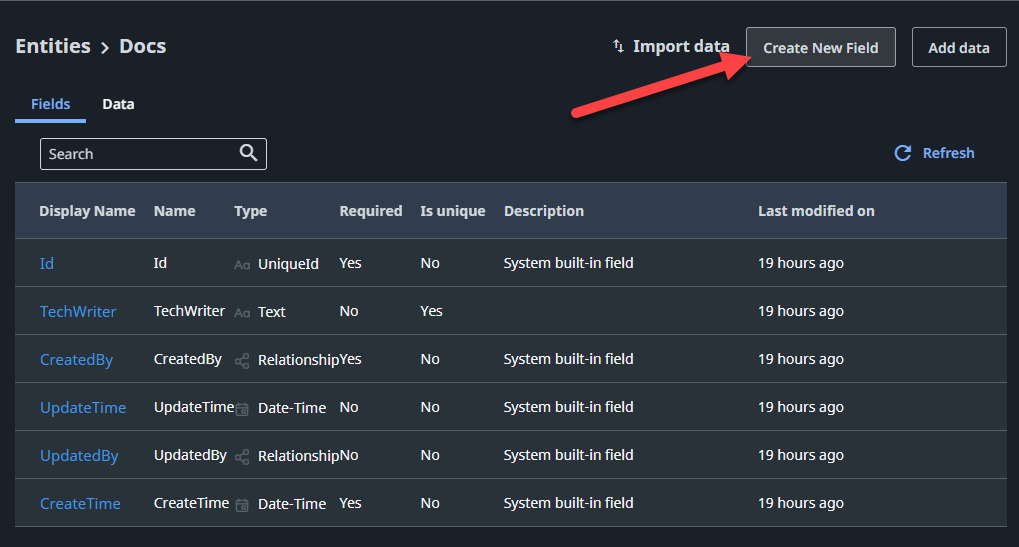 Entities > Docs Import data Create New Field Add data
Fields Data
Search Refresh
Display Name Name Type Required Is unique Description Last modified on
Id Id Aa UniqueId Yes No System built-in field 19 hours ago
TechWriter TechWriter Aa Text No Yes 19 hours ago
CreatedBy CreatedBy Relationship Yes No System built-in field 19 hours ago
UpdateTime UpdateTime Date-Time No No System built-in field 19 hours ago
UpdatedBy UpdatedBy Relationship No No System built-in field 19 hours ago
CreateTime CreateTime Date-Time Yes No System built-in field 19 hours ago